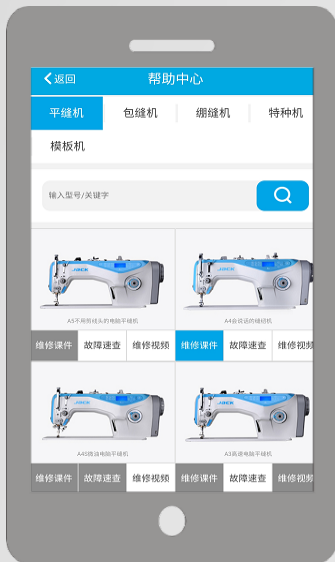 返回 帮助中心
平缝机 包缝机 绷缝机 特种机
模板机
输入型号/关键字
JACK JACK
A5不用剪线头的电脑平缝机 A4会说话的缝纫机
维修课件 故障速查 维修视频 维修课件 故障速查 维修视频
JACK JACK
A4S微油电脑平缝机 A3高速电脑平缝机
维修课件 故障速查 维修视频 维修课件 故障速查 维修视频